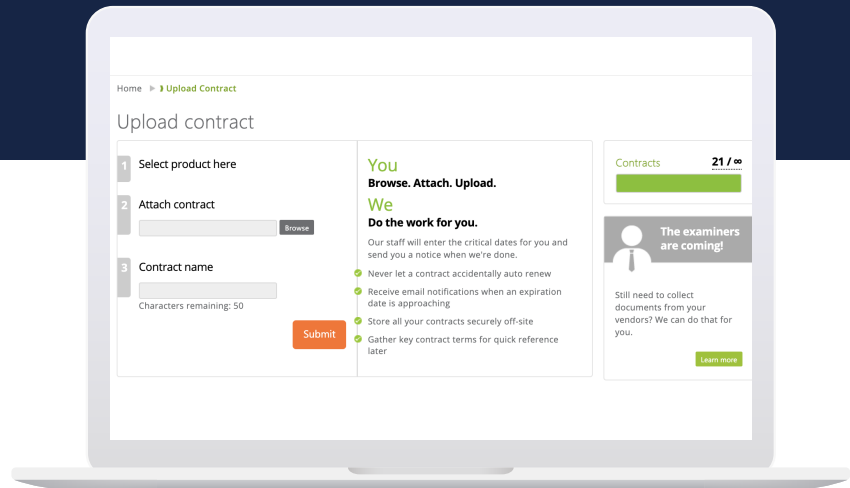 Home Upload Contract
Upload contract
1 Select product here
2 Attach contract
Browse
3 Contract name
Characters remaining: 50
Submit
You
Browse. Attach. Upload.
We
Do the work for you.
Our staff will enter the critical dates for you and
send you a notice when we're done.
Never let a contract accidentally auto renew
Receive email notifications when an expiration
date is approaching
Store all your contracts securely off-site
Gather key contract terms for quick reference
later
Contracts 21 / ∞
The examiners
are coming!
Still need to collect
documents from your
vendors? We can do that for
you.
Learn more